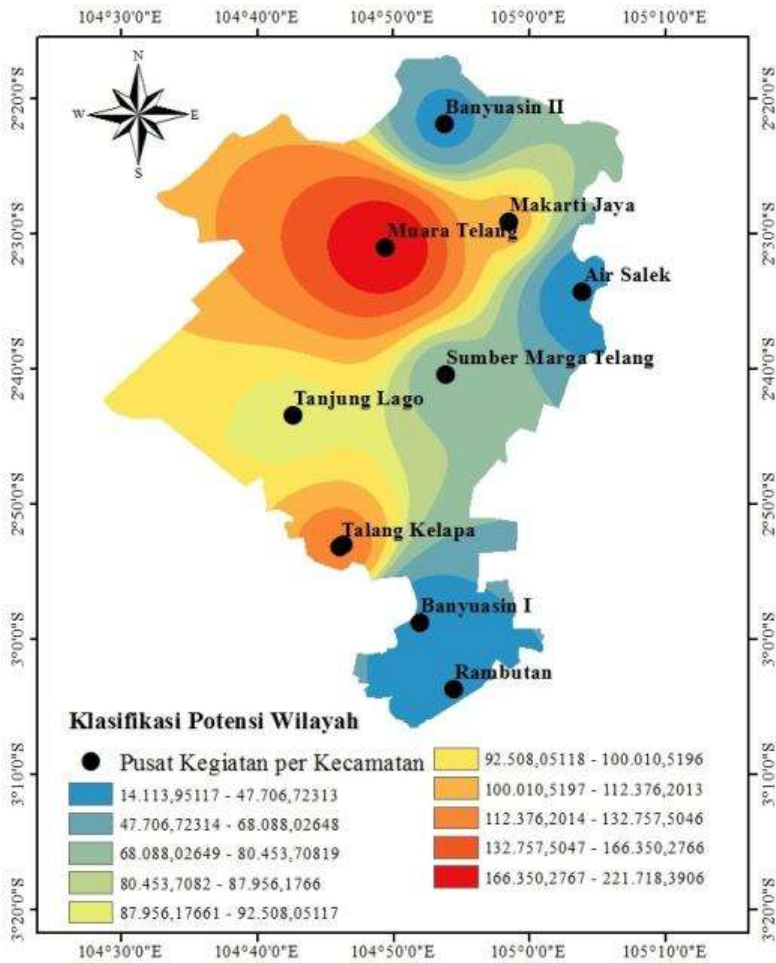 104°30'0"E 104°40'0"E 104°50'0"E 105°0'0"E 105°10'0"E
N
W E
S
2°20'0"S 2°20'0"S
Banyuasin II
Makarti Jaya
2°30'0"S 2°30'0"S
Muara Telang
Air Salek
2°40'0"S 2°40'0"S
Sumber Marga Telang
Tanjung Lago
2°50'0"S 2°50'0"S
Talang Kelapa
Banyuasin I
3°0'0"S 3°0'0"S
Rambutan
Klasifikasi Potensi Wilayah
Pusat Kegiatan per Kecamatan
14.113,95117 - 47.706,72313
47.706,72314 - 68.088,02648
68.088,02649 - 80.453,70819
80.453,7082 - 87.956,1766
87.956,17661 - 92.508,05117
92.508,05118 - 100.010,5196
100.010,5197 - 112.376,2013
112.376,2014 - 132.757,5046
132.757,5047 - 166.350,2766
166.350,2767 - 221.718,3906
3°10'0"S 3°10'0"S
3°20'0"S 3°20'0"S
104°30'0"E 104°40'0"E 104°50'0"E 105°0'0"E 105°10'0"E